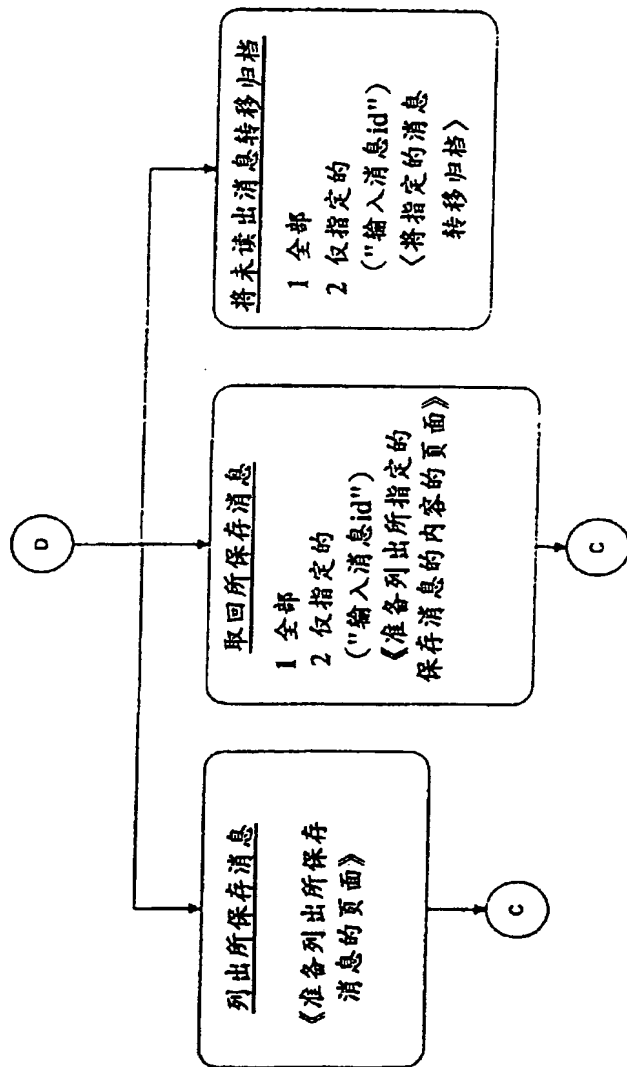 D
列出所保存消息
《准备列出所保存
消息的页面》
C
取回所保存消息
1 全部
2 仅指定的
("输入消息id")
《准备列出所指定的
保存消息的内容的页面》
C
将未读出消息转移归档
1 全部
2 仅指定的
("输入消息id")
〈将指定的消息
转移归档〉